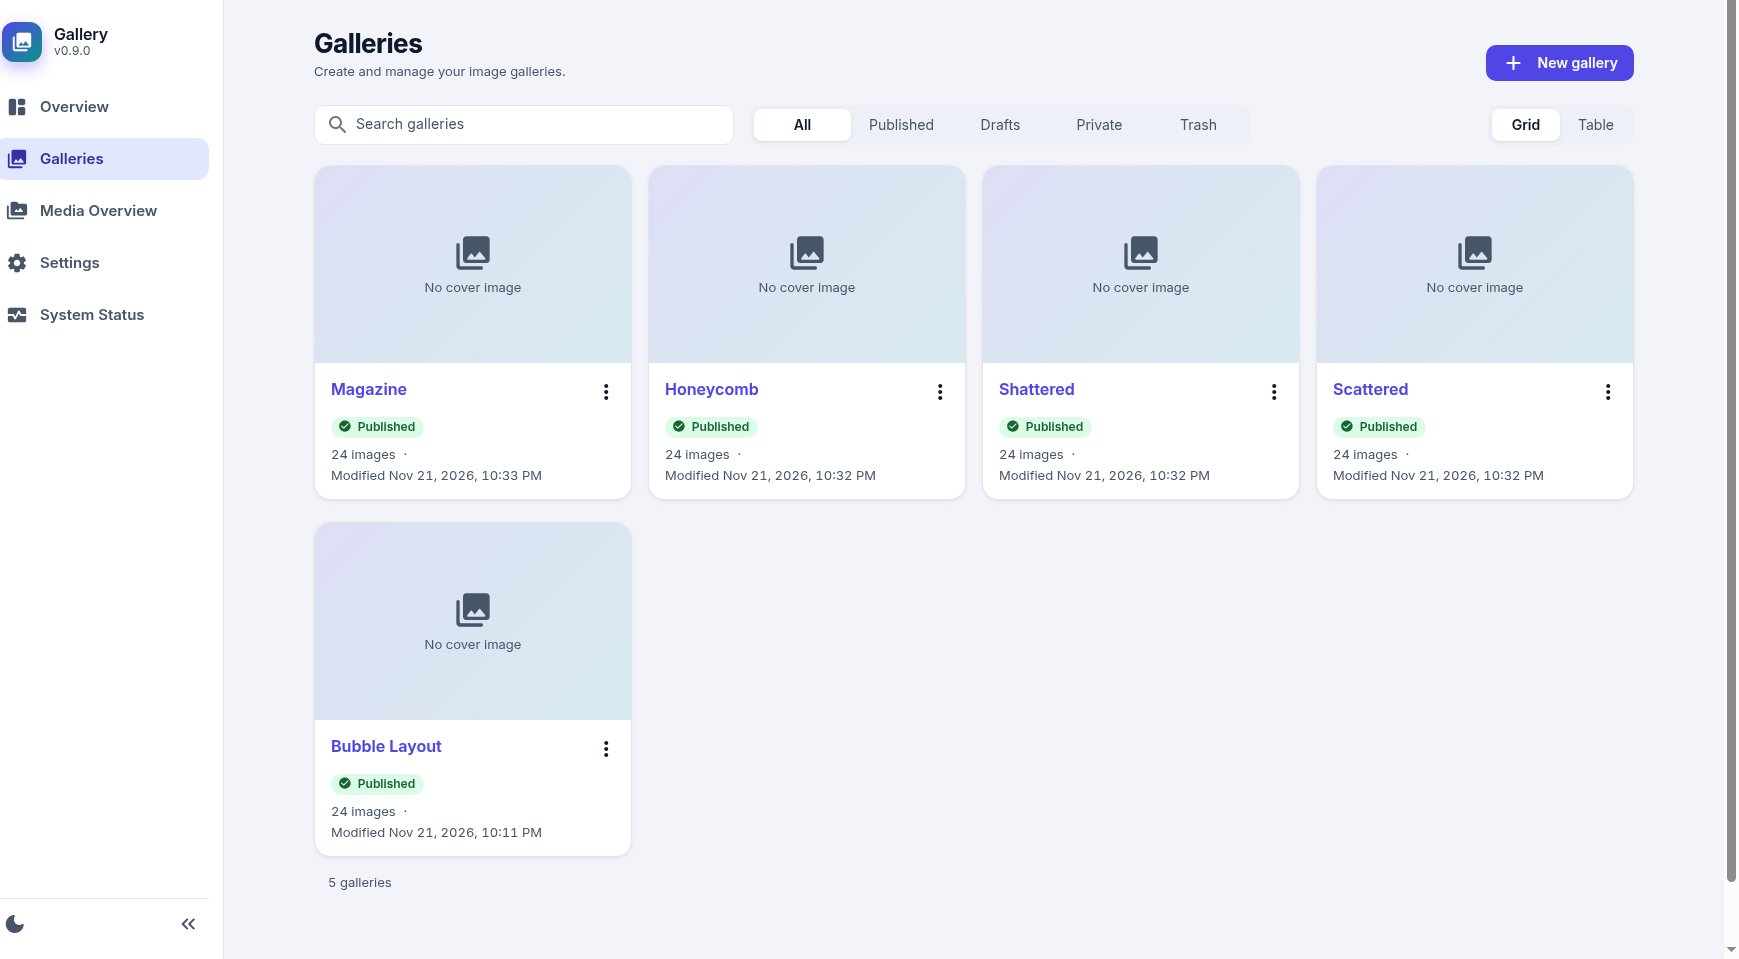 Gallery
v0.9.0
Overview
Galleries
Media Overview
Settings
System Status
Galleries
Create and manage your image galleries.
New gallery
Search galleries
All
Published
Drafts
Private
Trash
Grid
Table
No cover image
No cover image
No cover image
No cover image
Magazine
Honeycomb
Shattered
Scattered
Published
Published
Published
Published
24 images ·
24 images ·
24 images ·
24 images ·
Modified Nov 21, 2026, 10:33 PM
Modified Nov 21, 2026, 10:32 PM
Modified Nov 21, 2026, 10:32 PM
Modified Nov 21, 2026, 10:32 PM
No cover image
Bubble Layout
Published
24 images ·
Modified Nov 21, 2026, 10:11 PM
5 galleries